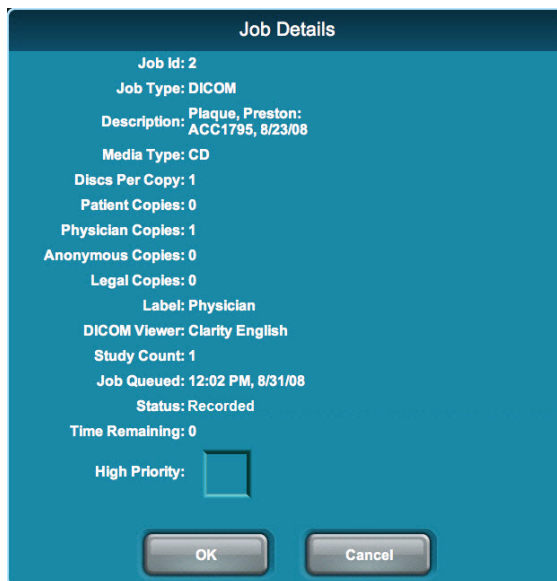 Job Details
Job Id: 2
Job Type: DICOM
Description: Plaque, Preston:
ACC1795, 8/23/08
Media Type: CD
Discs Per Copy: 1
Patient Copies: 0
Physician Copies: 1
Anonymous Copies: 0
Legal Copies: 0
Label: Physician
DICOM Viewer: Clarity English
Study Count: 1
Job Queued: 12:02 PM, 8/31/08
Status: Recorded
Time Remaining: 0
High Priority:
OK Cancel